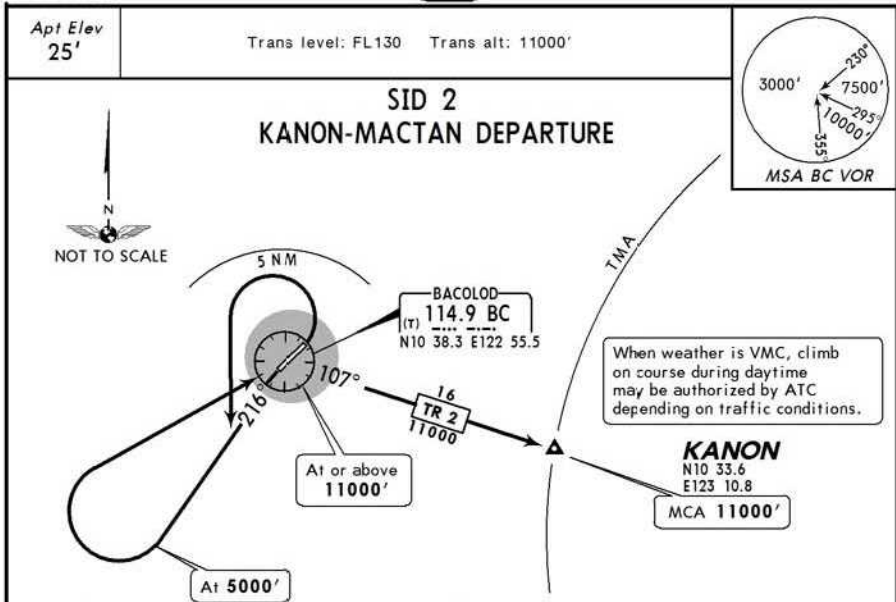 Apt Elev
25'
Trans level: FL130 Trans alt: 11000'
3000'
230°
7500'
295°
10000'
355°
MSA BC VOR
SID 2
KANON-MACTAN DEPARTURE
N
NOT TO SCALE
TMA
5 NM
BACOLOD
(T) 114.9 BC
N10 38.3 E122 55.5
When weather is VMC, climb
on course during daytime
may be authorized by ATC
depending on traffic conditions.
107°
16
TR 2
11000
216°
KANON
N10 33.6
E123 10.8
At or above
11000'
MCA 11000'
At 5000'